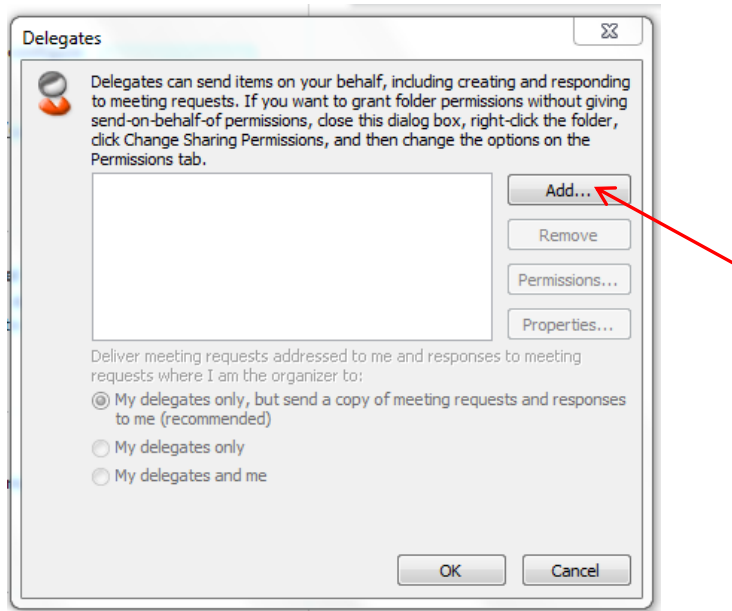 Delegates
Delegates can send items on your behalf, including creating and responding
to meeting requests. If you want to grant folder permissions without giving
send-on-behalf-of permissions, close this dialog box, right-click the folder,
click Change Sharing Permissions, and then change the options on the
Permissions tab.
Add...
Remove
Permissions...
Properties...
Deliver meeting requests addressed to me and responses to meeting
requests where I am the organizer to:
My delegates only, but send a copy of meeting requests and responses
to me (recommended)
My delegates only
My delegates and me
OK
Cancel